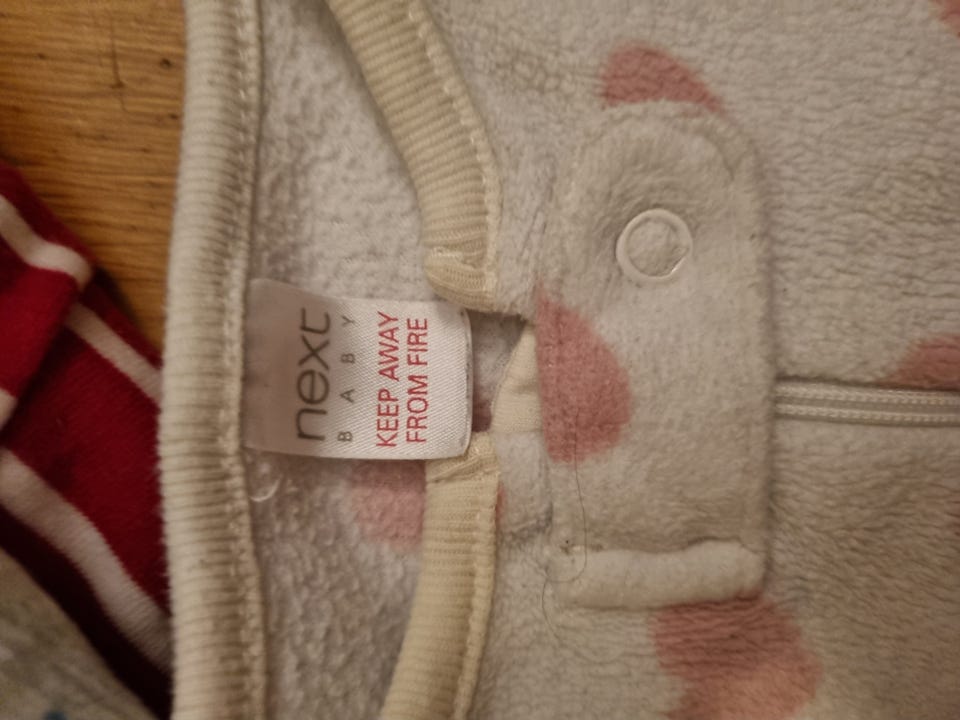 next
BABY
KEEP AWAY
FROM FIRE